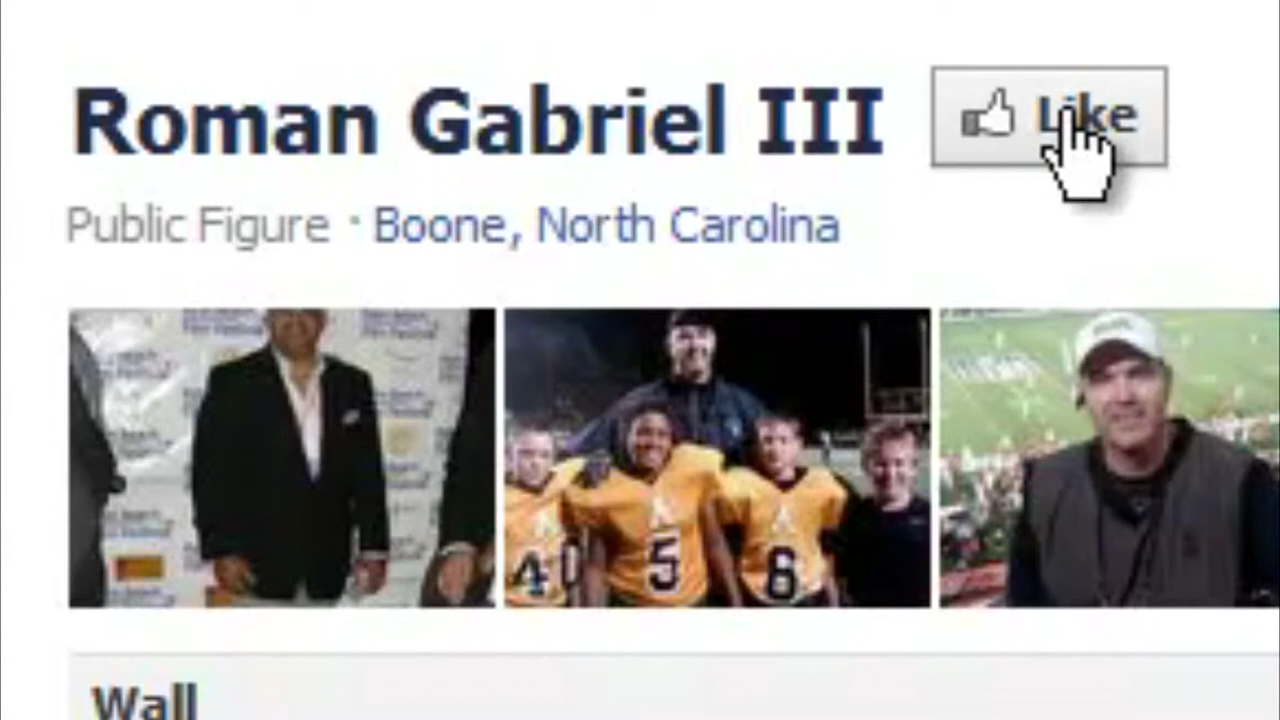 Roman Gabriel III
Like
Public Figure · Boone, North Carolina
40
5
6
Wall